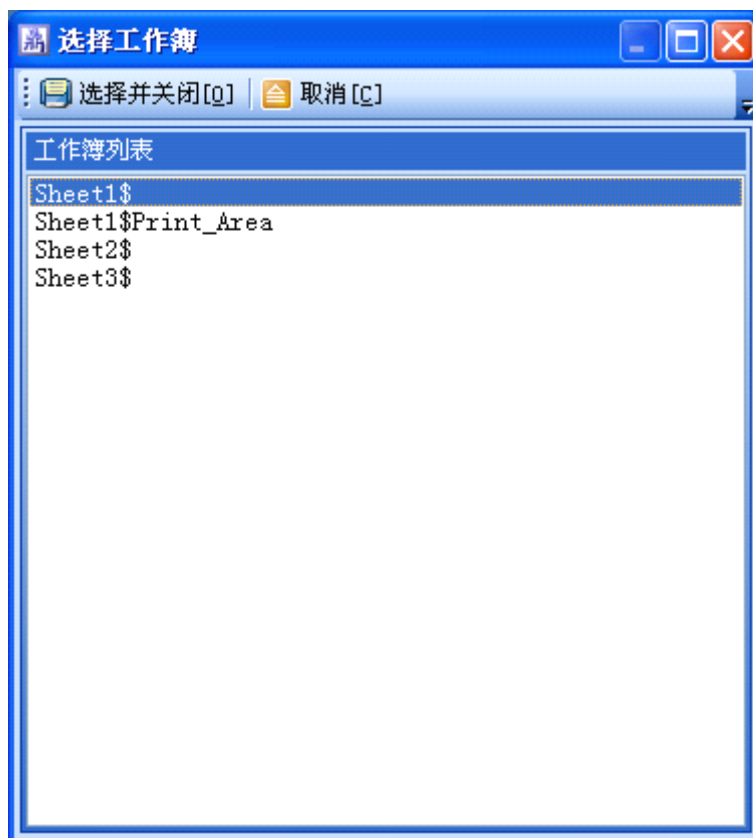 选择工作簿
选择并关闭[O] 取消[C]
工作簿列表
Sheet1$
Sheet1$Print_Area
Sheet2$
Sheet3$